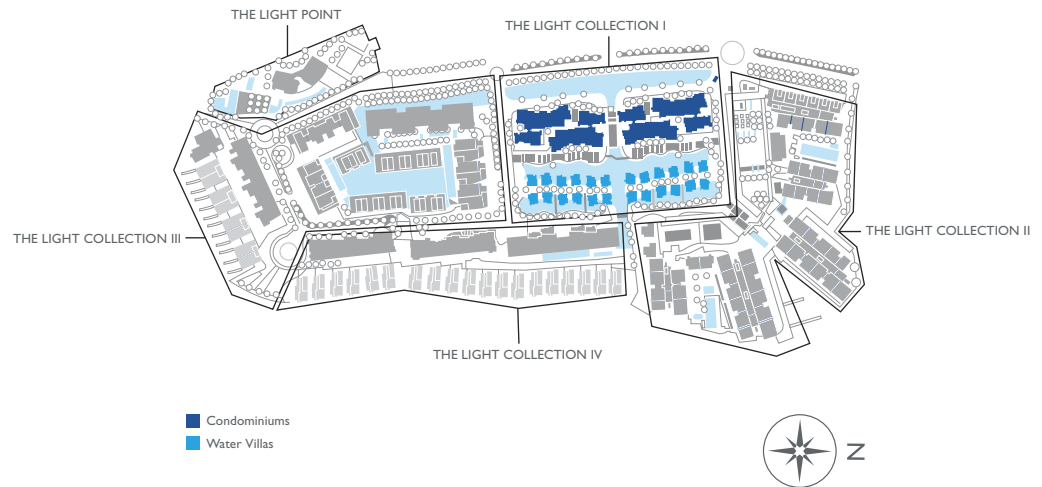 THE LIGHT POINT
THE LIGHT COLLECTION I
THE LIGHT COLLECTION III
THE LIGHT COLLECTION II
THE LIGHT COLLECTION IV
Condominiums
Water Villas
N